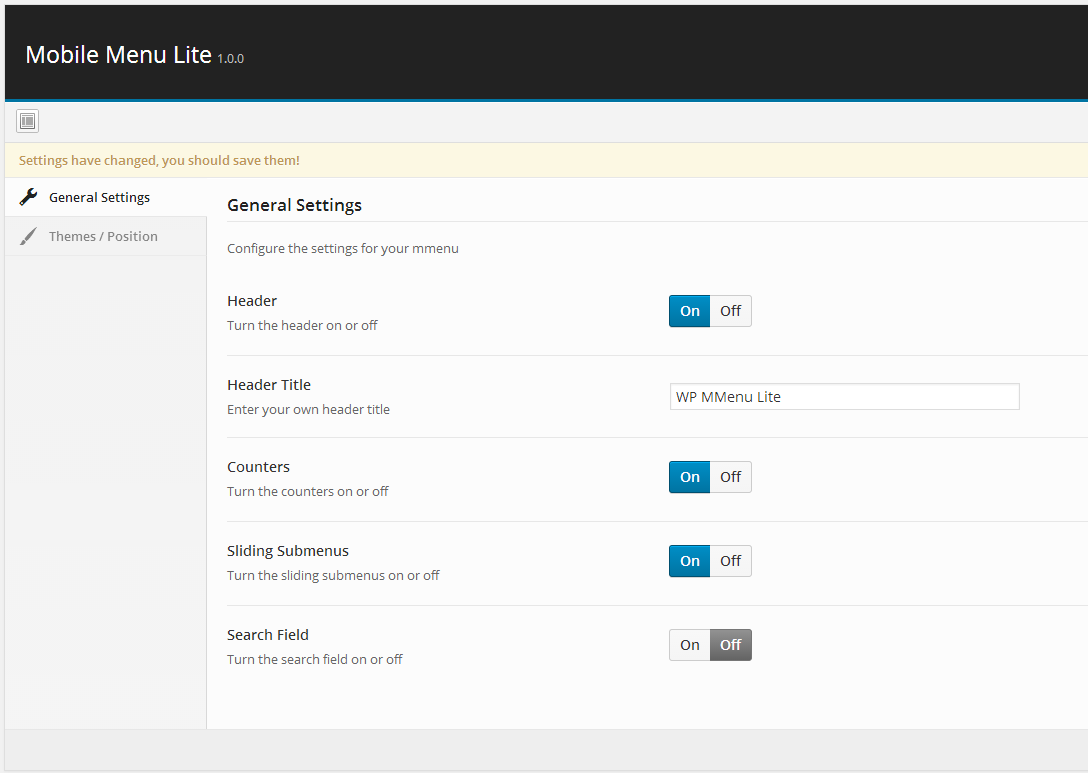 Mobile Menu Lite 1.0.0
Settings have changed, you should save them!
General Settings
Themes / Position
General Settings
Configure the settings for your mmenu
Header
Turn the header on or off
On Off
Header Title
Enter your own header title
WP MMenu Lite
Counters
Turn the counters on or off
On Off
Sliding Submenus
Turn the sliding submenus on or off
On Off
Search Field
Turn the search field on or off
On Off